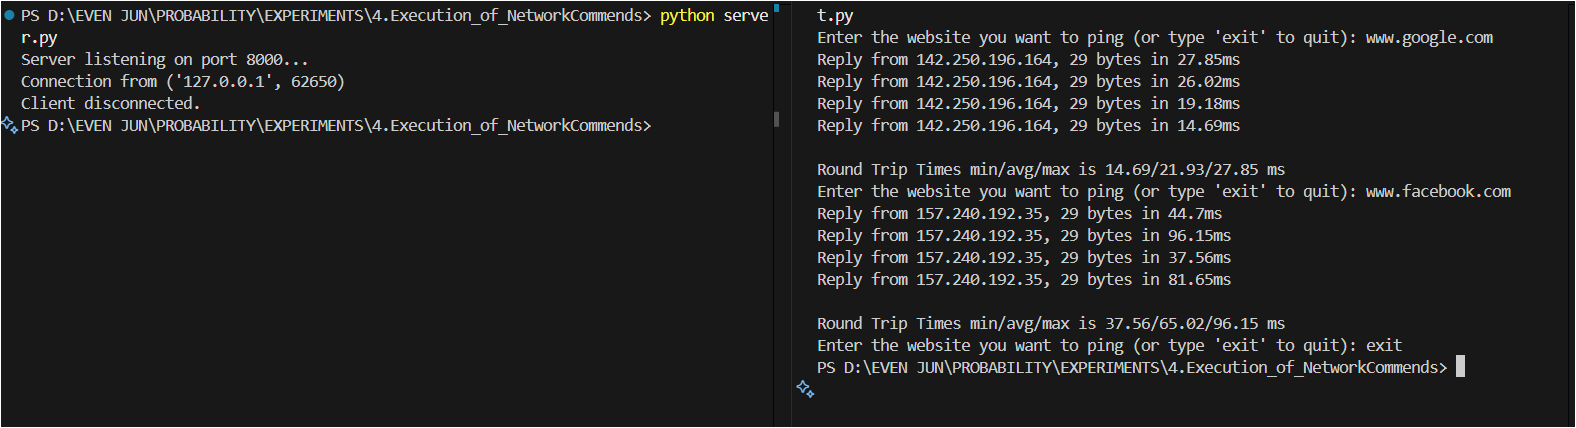 PS D:\EVEN JUN\PROBABILITY\EXPERIMENTS\4.Execution_of_NetworkCommends> python serve
r.py
Server listening on port 8000...
Connection from ('127.0.0.1', 62650)
Client disconnected.
PS D:\EVEN JUN\PROBABILITY\EXPERIMENTS\4.Execution_of_NetworkCommends>
t.py
Enter the website you want to ping (or type 'exit' to quit): www.google.com
Reply from 142.250.196.164, 29 bytes in 27.85ms
Reply from 142.250.196.164, 29 bytes in 26.02ms
Reply from 142.250.196.164, 29 bytes in 19.18ms
Reply from 142.250.196.164, 29 bytes in 14.69ms
Round Trip Times min/avg/max is 14.69/21.93/27.85 ms
Enter the website you want to ping (or type 'exit' to quit): www.facebook.com
Reply from 157.240.192.35, 29 bytes in 44.7ms
Reply from 157.240.192.35, 29 bytes in 96.15ms
Reply from 157.240.192.35, 29 bytes in 37.56ms
Reply from 157.240.192.35, 29 bytes in 81.65ms
Round Trip Times min/avg/max is 37.56/65.02/96.15 ms
Enter the website you want to ping (or type 'exit' to quit): exit
PS D:\EVEN JUN\PROBABILITY\EXPERIMENTS\4.Execution_of_NetworkCommends>